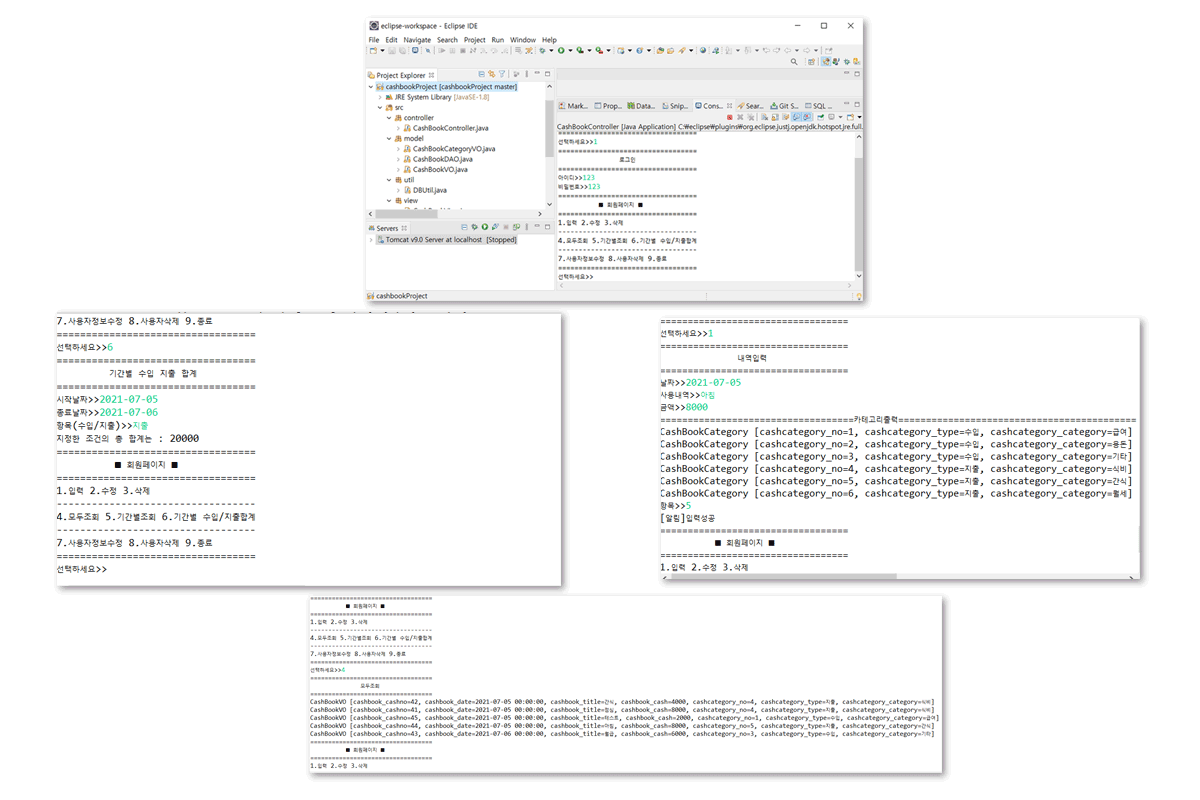 eclipse-workspace - Eclipse IDE
File Edit Navigate Search Project Run Window Help
Project Explorer
cashbookProject [cashbookProject master]
JRE System Library [JavaSE-1.8]
src
controller
CashBookController.java
model
CashBookCategoryVO.java
CashBookDAO.java
CashBookVO.java
util
DBUtil.java
view
Servers
Tomcat v9.0 Server at localhost [Stopped]
cashbookProject
Mark... Prop... Data... Snip... Cons... Sear... Git S... SQL ...
CashBookController [Java Application] C:₩eclipse₩plugins₩org.eclipse.justj.openjdk.hotspot.jre.full.
==================================
선택하세요>>1
==================================
로그인
==================================
아이디>>123
비밀번호>>123
==================================
■ 회원페이지 ■
==================================
1.입력 2.수정 3.삭제
----------------------------------
4.모두조회 5.기간별조회 6.기간별 수입/지출합계
----------------------------------
7.사용자정보수정 8.사용자삭제 9.종료
==================================
선택하세요>>
7.사용자정보수정 8.사용자삭제 9.종료
==================================
선택하세요>>6
==================================
기간별 수입 지출 합계
==================================
시작날짜>>2021-07-05
종료날짜>>2021-07-06
항목(수입/지출)>>지출
지정한 조건의 총 합계는 : 20000
==================================
■ 회원페이지 ■
==================================
1.입력 2.수정 3.삭제
----------------------------------
4.모두조회 5.기간별조회 6.기간별 수입/지출합계
----------------------------------
7.사용자정보수정 8.사용자삭제 9.종료
==================================
선택하세요>>
==================================
선택하세요>>1
==================================
내역입력
==================================
날짜>>2021-07-05
사용내역>>아침
금액>>8000
===================================카테고리출력===========================================
CashBookCategory [cashcategory_no=1, cashcategory_type=수입, cashcategory_category=급여]
CashBookCategory [cashcategory_no=2, cashcategory_type=수입, cashcategory_category=용돈]
CashBookCategory [cashcategory_no=3, cashcategory_type=수입, cashcategory_category=기타]
CashBookCategory [cashcategory_no=4, cashcategory_type=지출, cashcategory_category=식비]
CashBookCategory [cashcategory_no=5, cashcategory_type=지출, cashcategory_category=간식]
CashBookCategory [cashcategory_no=6, cashcategory_type=지출, cashcategory_category=월세]
항목>>5
[알림]입력성공
==================================
■ 회원페이지 ■
==================================
1.입력 2.수정 3.삭제
==================================
■ 회원페이지 ■
==================================
1.입력 2.수정 3.삭제
----------------------------------
4.모두조회 5.기간별조회 6.기간별 수입/지출합계
----------------------------------
7.사용자정보수정 8.사용자삭제 9.종료
==================================
선택하세요>>4
==================================
모두조회
==================================
CashBookVO [cashbook_cashno=42, cashbook_date=2021-07-05 00:00:00, cashbook_title=간식, cashbook_cash=4000, cashcategory_no=4, cashcategory_type=지출, cashcategory_category=식비]
CashBookVO [cashbook_cashno=41, cashbook_date=2021-07-05 00:00:00, cashbook_title=점심, cashbook_cash=8000, cashcategory_no=4, cashcategory_type=지출, cashcategory_category=식비]
CashBookVO [cashbook_cashno=45, cashbook_date=2021-07-05 00:00:00, cashbook_title=테스트, cashbook_cash=2000, cashcategory_no=1, cashcategory_type=수입, cashcategory_category=급여]
CashBookVO [cashbook_cashno=44, cashbook_date=2021-07-05 00:00:00, cashbook_title=아침, cashbook_cash=8000, cashcategory_no=5, cashcategory_type=지출, cashcategory_category=간식]
CashBookVO [cashbook_cashno=43, cashbook_date=2021-07-06 00:00:00, cashbook_title=월급, cashbook_cash=6000, cashcategory_no=3, cashcategory_type=수입, cashcategory_category=기타]
==================================
■ 회원페이지 ■
==================================
1.입력 2.수정 3.삭제